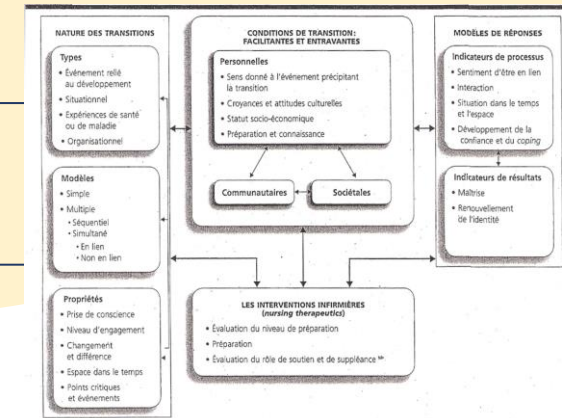 NATURE DES TRANSITIONS
Types
• Événement relié
au développement
• Situationnel
• Expériences de santé
ou de maladie
• Organisationnel
Modèles
• Simple
• Multiple
• Séquentiel
• Simultané
• En lien
• Non en lien
Propriétés
• Prise de conscience
• Niveau d'engagement
• Changement
et différence
• Espace dans le temps
• Points critiques
et événements
CONDITIONS DE TRANSITION:
FACILITANTES ET ENTRAVANTES
Personnelles
• Sens donné à l'événement précipitant
la transition
• Croyances et attitudes culturelles
• Statut socio-économique
• Préparation et connaissance
Communautaires
Sociétales
LES INTERVENTIONS INFIRMIÈRES
(nursing therapeutics)
• Évaluation du niveau de préparation
• Préparation
• Évaluation du rôle de soutien et de suppléance
MODÈLES DE RÉPONSES
Indicateurs de processus
• Sentiment d'être en lien
• Interaction
• Situation dans le temps
et l'espace
• Développement de la
confiance et du coping
Indicateurs de résultats
• Maîtrise
• Renouvellement
de l'identité